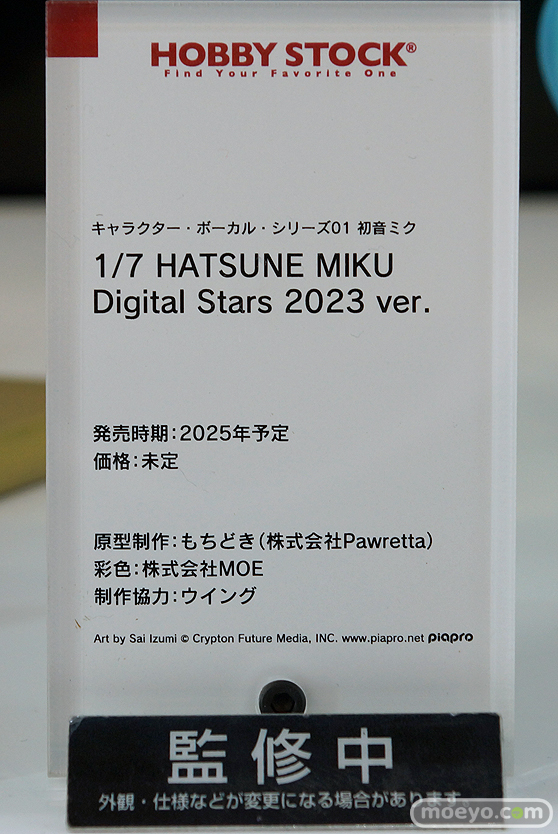 HOBBY STOCK®
Find Your Favorite One
キャラクター・ボーカル・シリーズ01 初音ミク
1/7 HATSUNE MIKU
Digital Stars 2023 ver.
発売時期：2025年予定
価格：未定
原型制作：もちどき（株式会社Pawretta）
彩色：株式会社MOE
制作協力：ウイング
Art by Sai Izumi © Crypton Future Media, INC. www.piapro.net piapro
監修中
外観・仕様などが変更になる場合があります
moeyo.com